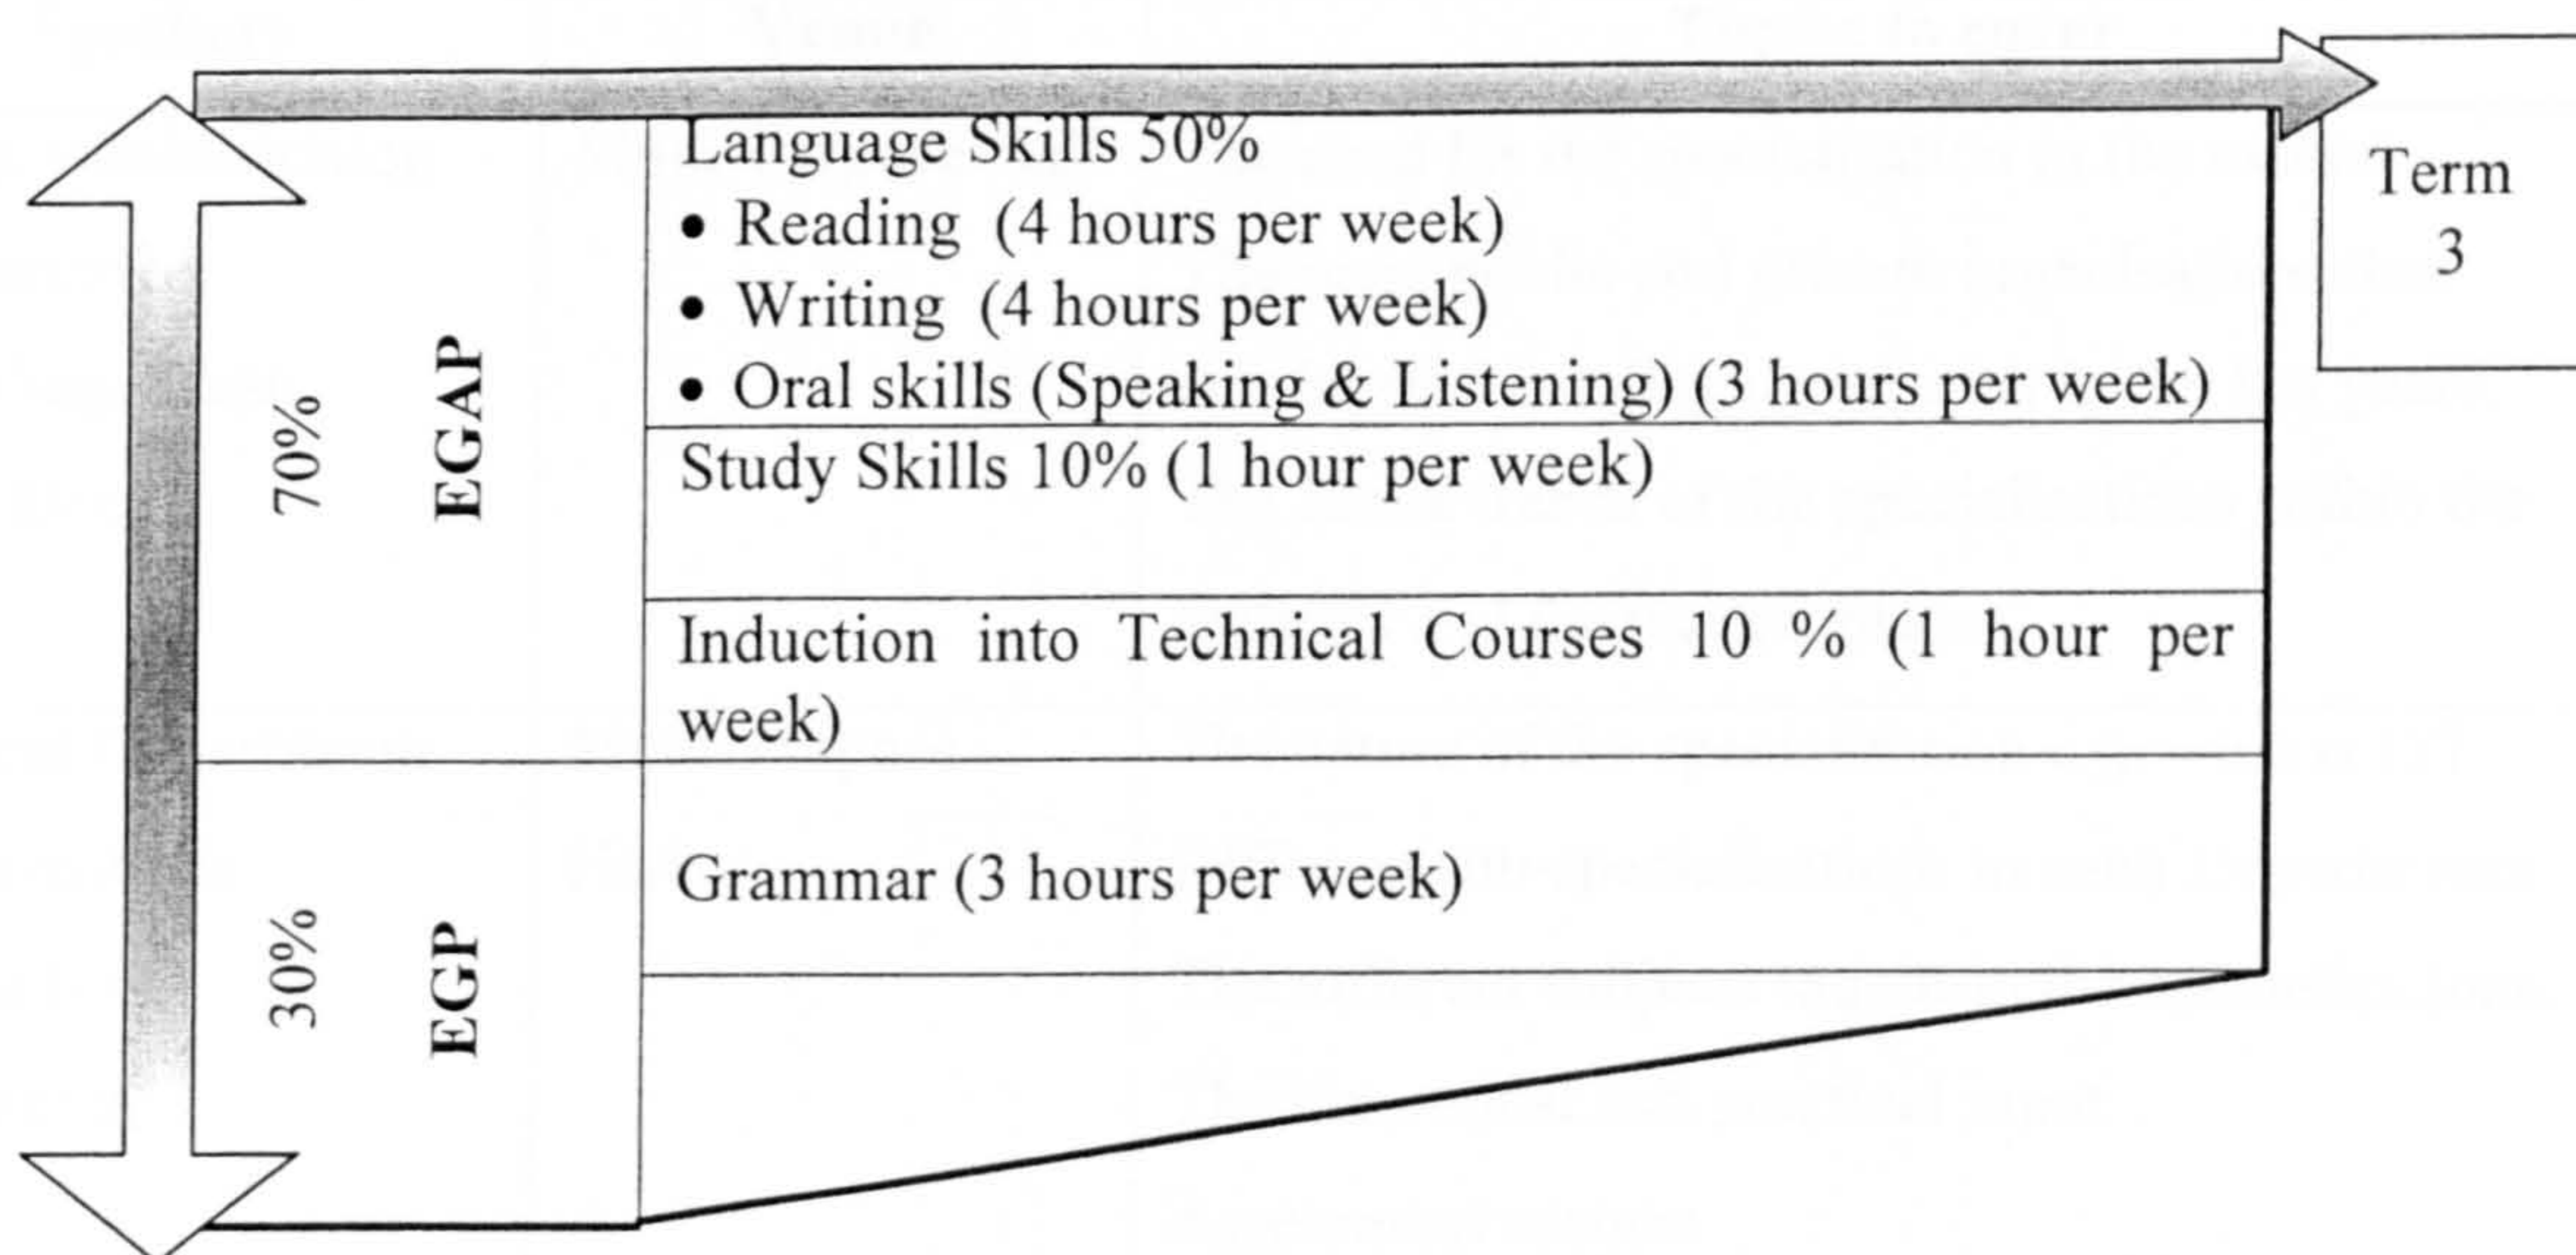 Language Skills 50%
• Reading (4 hours per week)
• Writing (4 hours per week)
• Oral skills (Speaking & Listening) (3 hours per week)
Study Skills 10% (1 hour per week)
Induction into Technical Courses 10 % (1 hour per
week)
70%
EGAP
Grammar (3 hours per week)
30%
EGP
Term
3